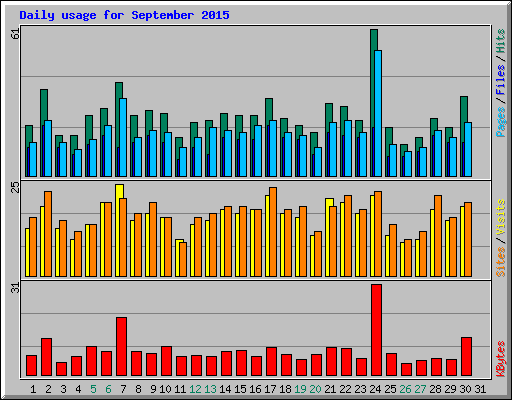 Daily usage for September 2015
61
Pages / Files / Hits
25
Sites / Visits
31
KBytes
1 2 3 4 5 6 7 8 9 10 11 12 13 14 15 16 17 18 19 20 21 22 23 24 25 26 27 28 29 30 31